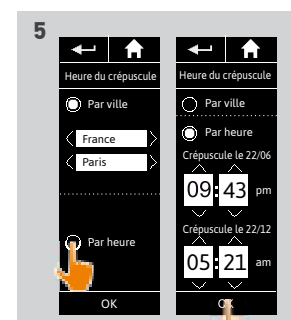 5
Heure du crépuscule
Par ville
France
Paris
Par heure
OK
Heure du crépuscule
Par ville
Par heure
Crépuscule le 22/06
09:43 pm
Crépuscule le 22/12
05:21 am
OK